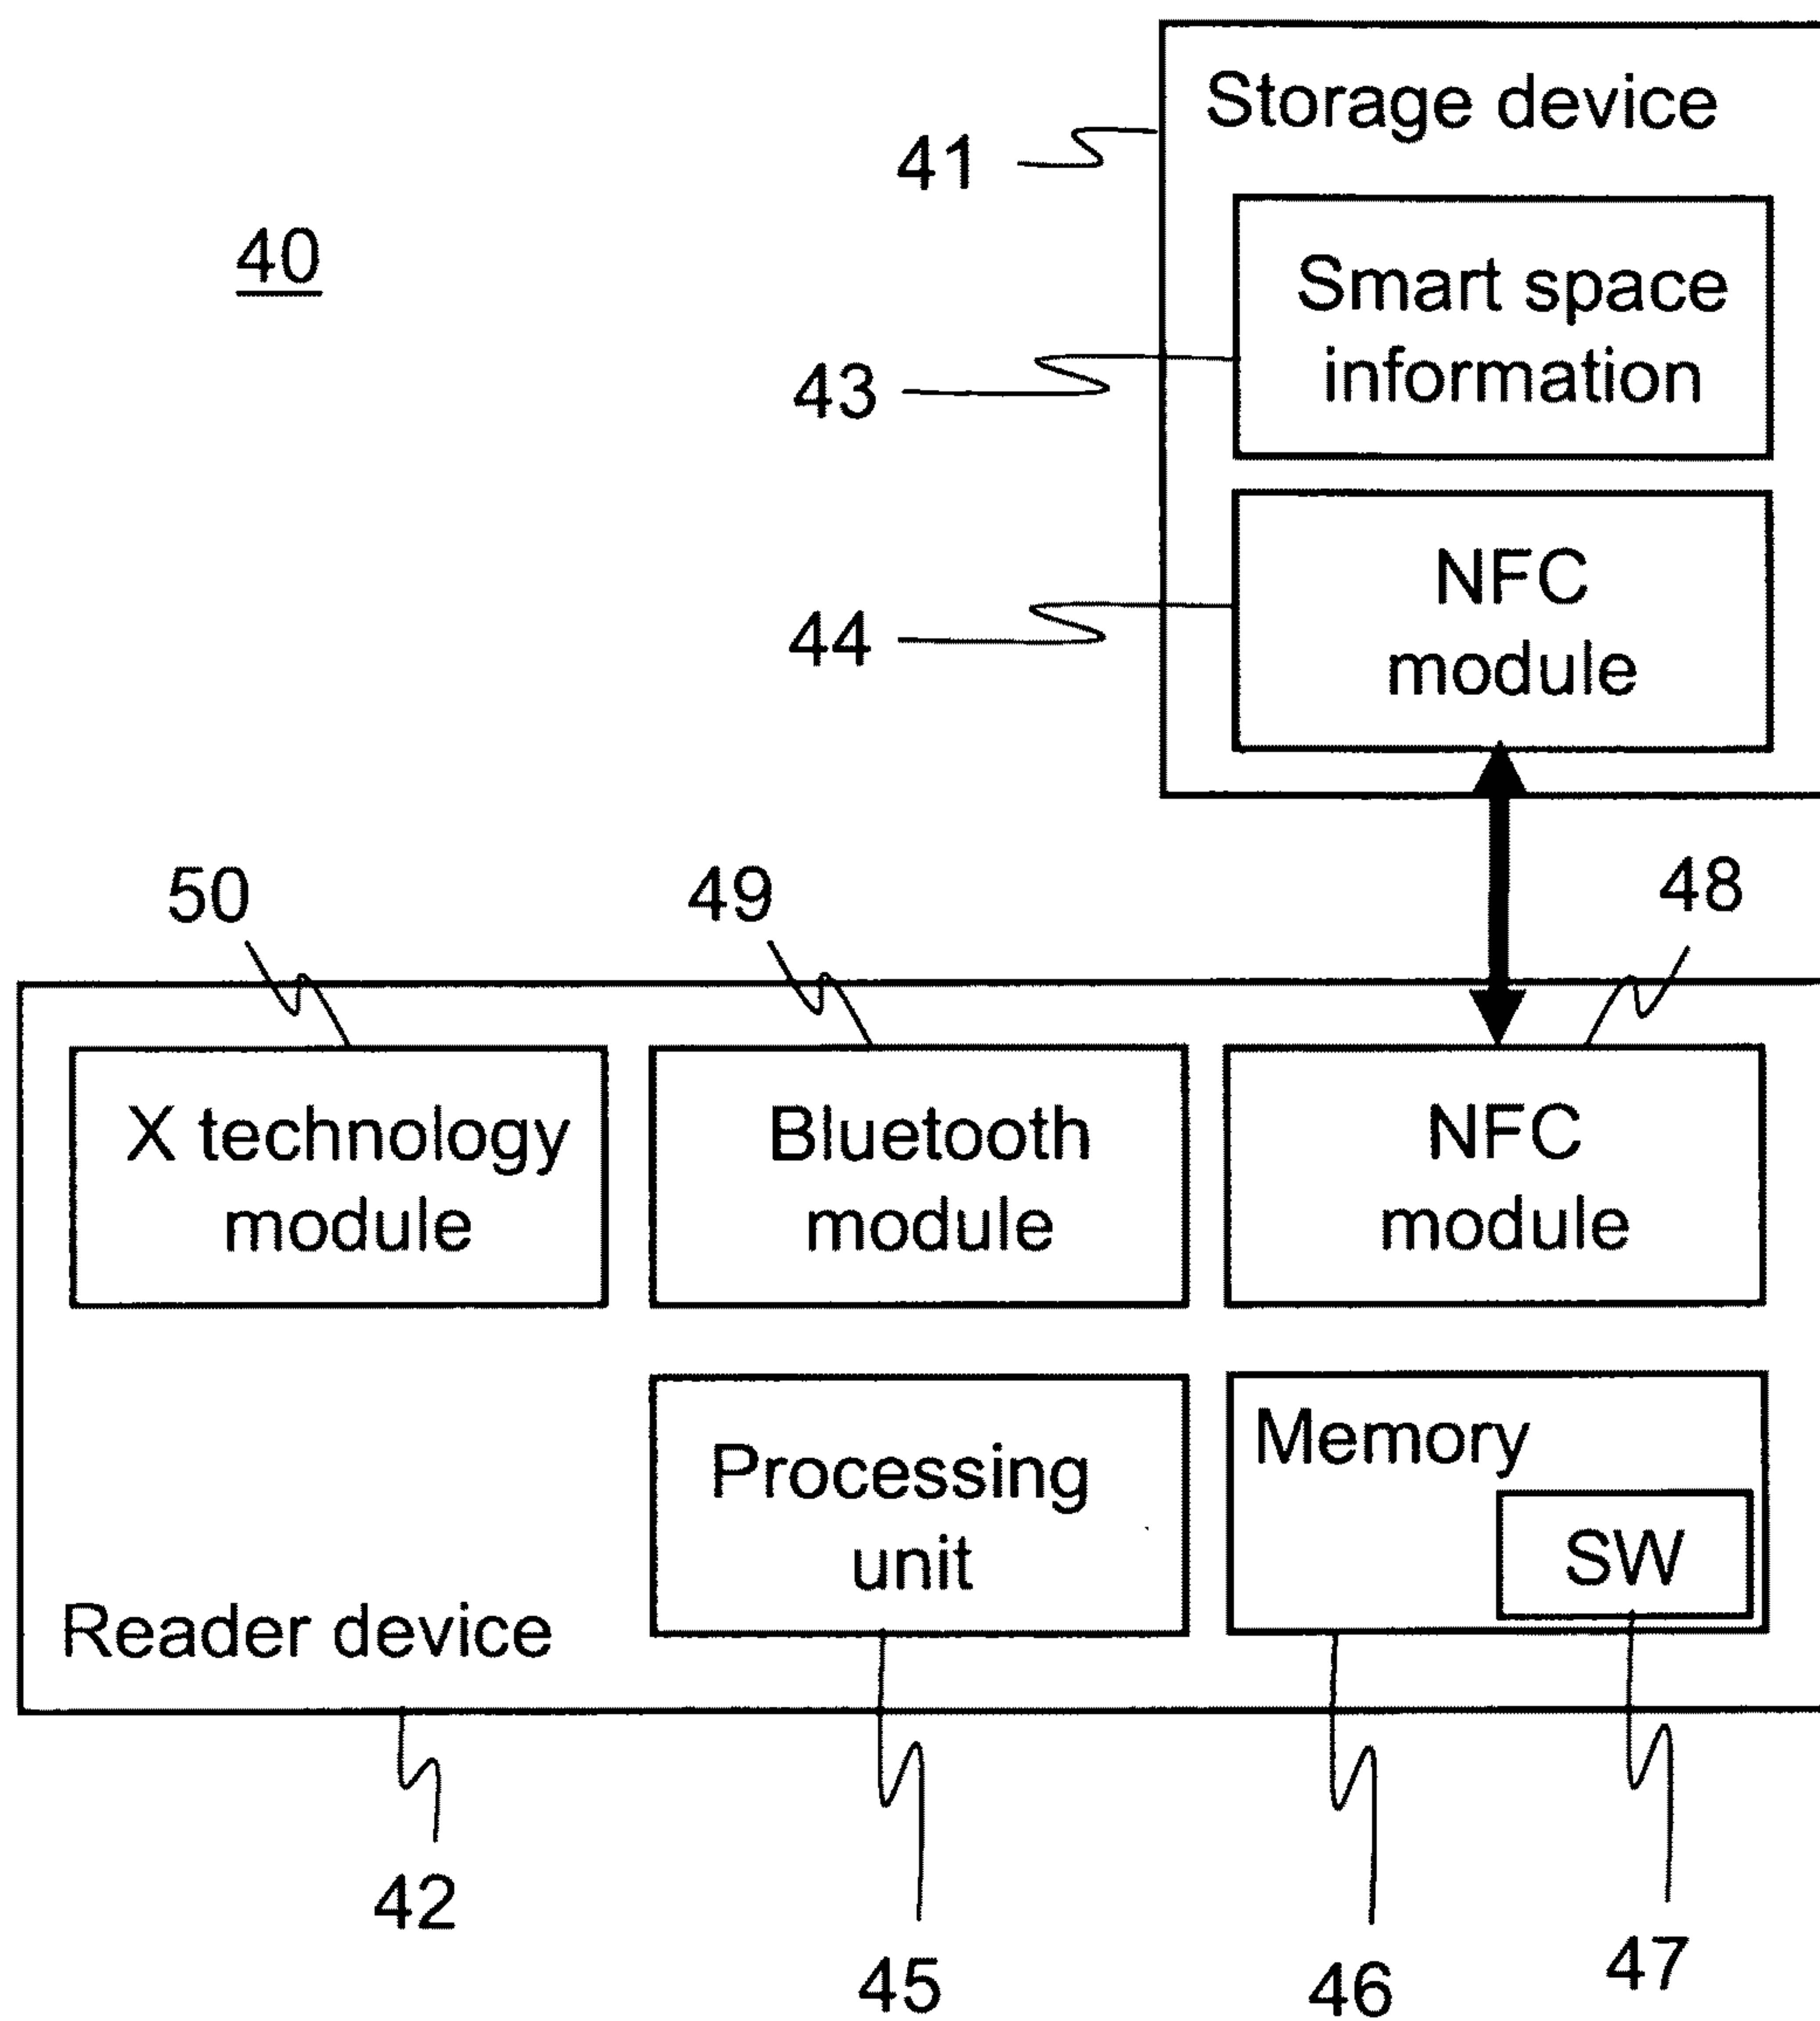 Storage device
41
40
Smart space
information
43
NFC
module
44
50
49
48
X technology
module
Bluetooth
module
NFC
module
Processing
unit
Memory
SW
Reader device
42
45
46
47